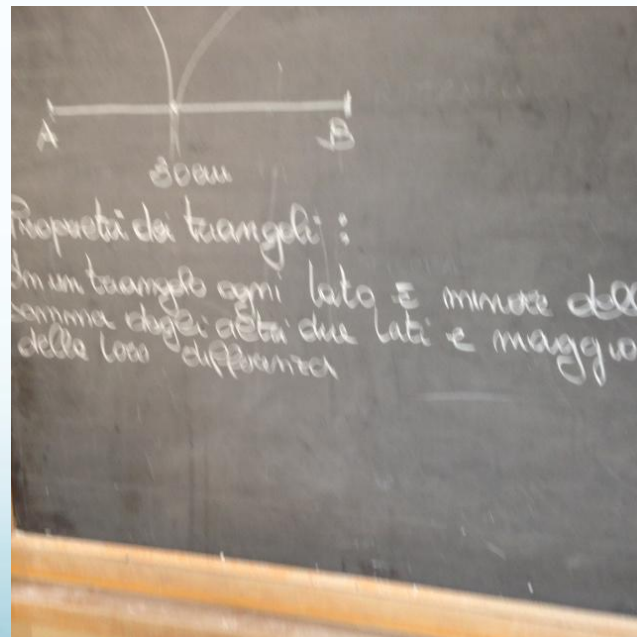 A B
30cm
Proprietà dei triangoli:
In un triangolo ogni lato è minore dell
somma degli altri due lati e maggio
della loro differenza